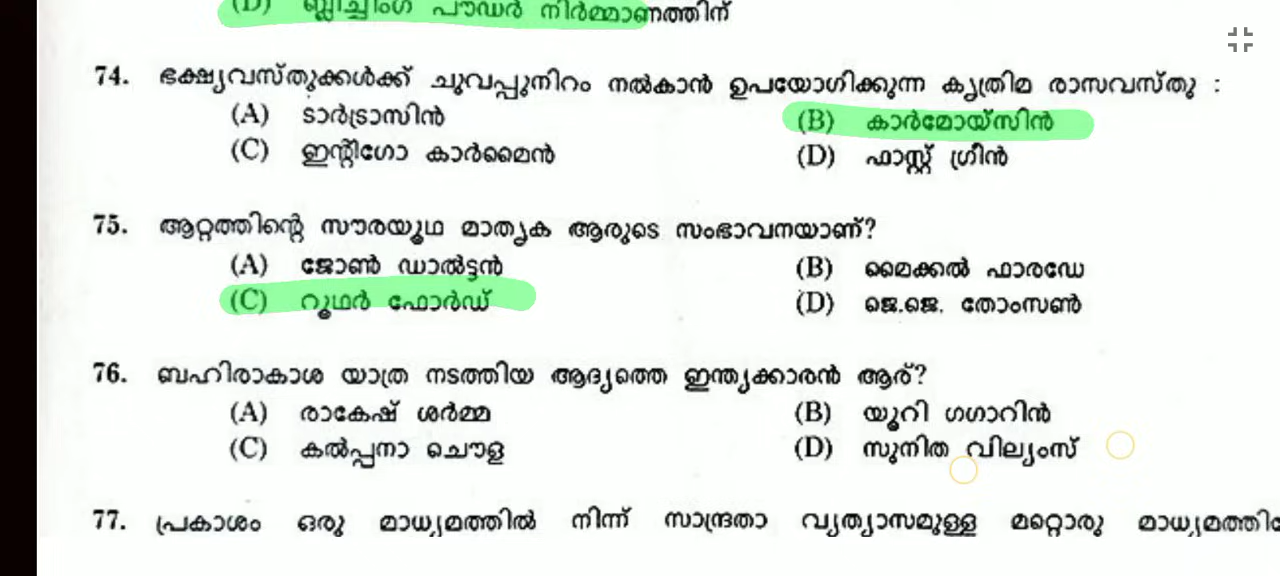 (D) ബ്ലീച്ചിംഗ് പൗഡർ നിർമ്മാണത്തിന്
74. ഭക്ഷ്യവസ്തുക്കൾക്ക് ചുവപ്പുനിറം നൽകാൻ ഉപയോഗിക്കുന്ന കൃത്രിമ രാസവസ്തു :
(A) ടാർട്രാസിൻ (B) കാർമോയ്സിൻ
(C) ഇന്റിഗോ കാർമൈൻ (D) ഫാസ്റ്റ് ഗ്രീൻ
75. ആറ്റത്തിന്റെ സൗരയൂഥ മാതൃക ആരുടെ സംഭാവനയാണ്?
(A) ജോൺ ഡാൽട്ടൻ (B) മൈക്കൽ ഫാരഡേ
(C) റൂഥർ ഫോർഡ് (D) ജെ.ജെ. തോംസൺ
76. ബഹിരാകാശ യാത്ര നടത്തിയ ആദ്യത്തെ ഇന്ത്യക്കാരൻ ആര്?
(A) രാകേഷ് ശർമ്മ (B) യൂറി ഗഗാറിൻ
(C) കൽപ്പനാ ചൌള (D) സുനിത വില്യംസ്
77. പ്രകാശം ഒരു മാധ്യമത്തിൽ നിന്ന് സാന്ദ്രതാ വ്യത്യാസമുള്ള മറ്റൊരു